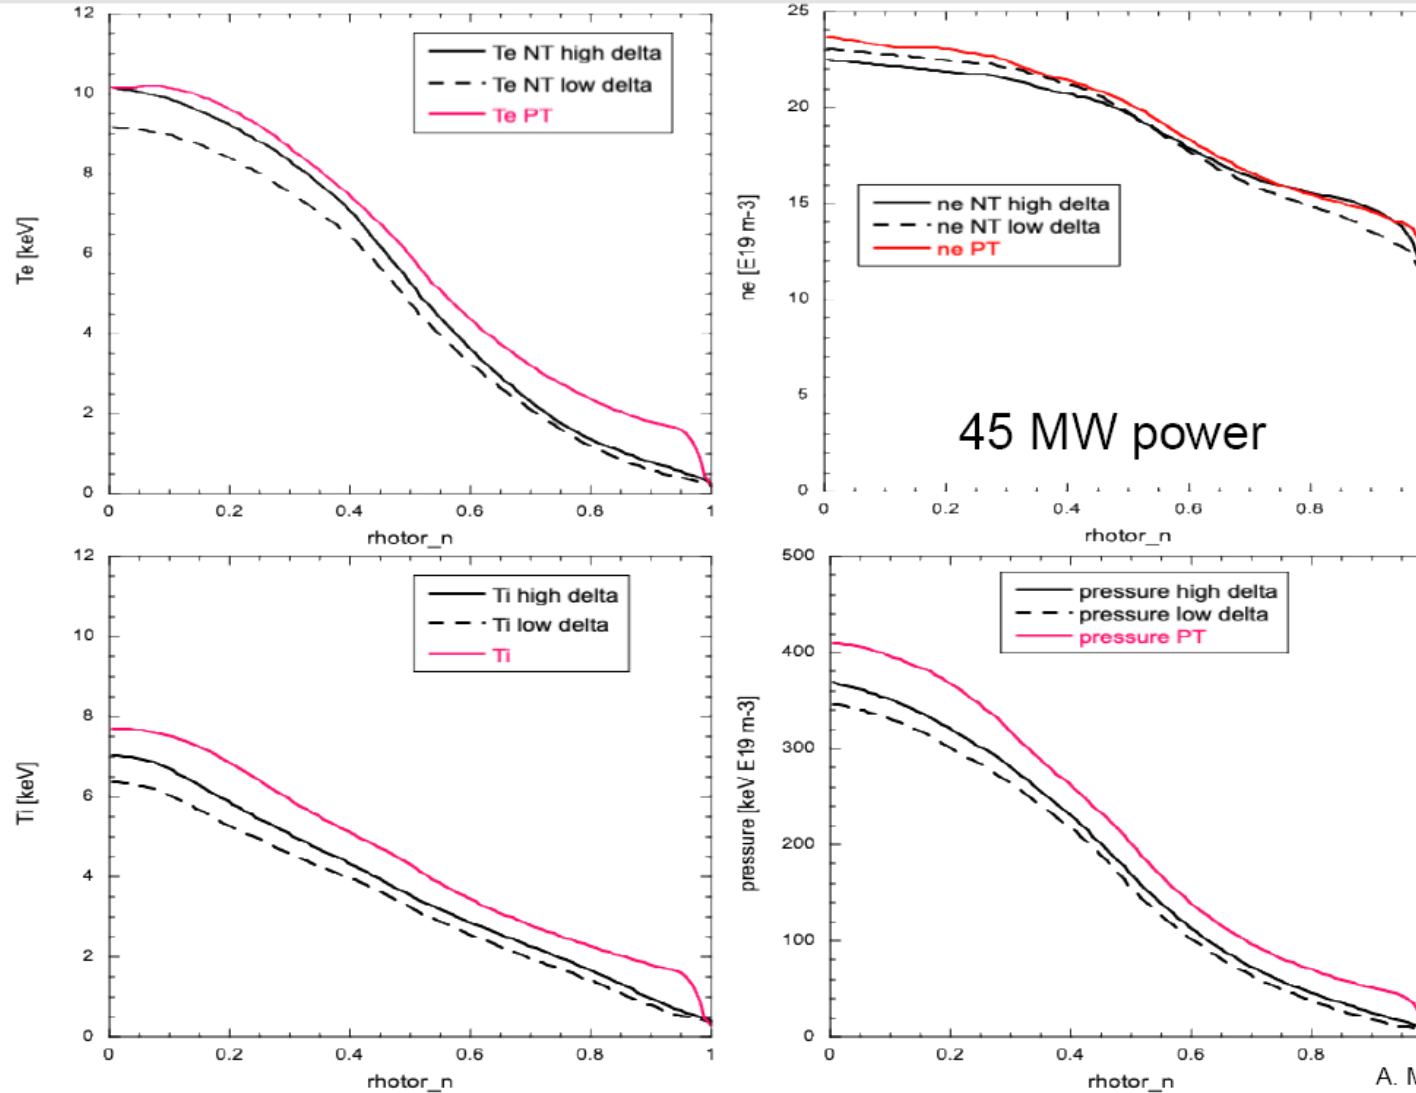 12
10
8
6
4
2
0
Te [keV]
Te NT high delta
Te NT low delta
Te PT
0 0.2 0.4 0.6 0.8 1
rhotor_n
25
20
15
10
5
0
ne [E19 m-3]
ne NT high delta
ne NT low delta
ne PT
45 MW power
0 0.2 0.4 0.6 0.8
rhotor_n
12
10
8
6
4
2
0
Ti [keV]
Ti high delta
Ti low delta
Ti
0 0.2 0.4 0.6 0.8 1
rhotor_n
500
400
300
200
100
0
pressure [keV E19 m-3]
pressure high delta
pressure low delta
pressure PT
0 0.2 0.4 0.6 0.8
rhotor_n
A.